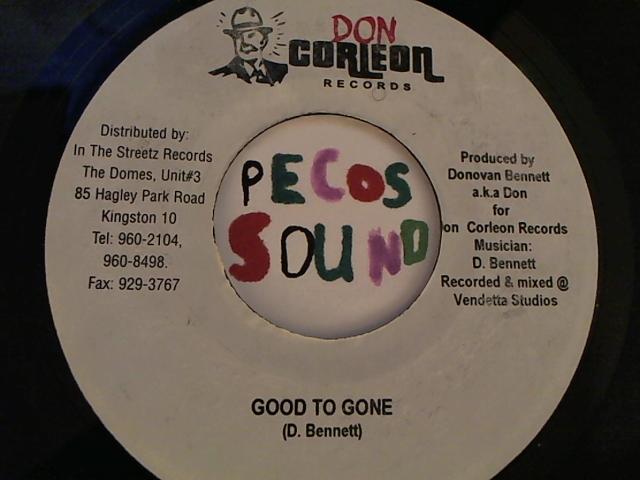 DON
CORLEON
RECORDS
Distributed by:
In The Streetz Records
The Domes, Unit#3
85 Hagley Park Road
Kingston 10
Tel: 960-2104,
960-8498.
Fax: 929-3767
PECOS
SOUND
Produced by
Donovan Bennett
a.k.a Don
for
on Corleon Records
Musician:
D. Bennett
Recorded & mixed @
Vendetta Studios
GOOD TO GONE
(D. Bennett)